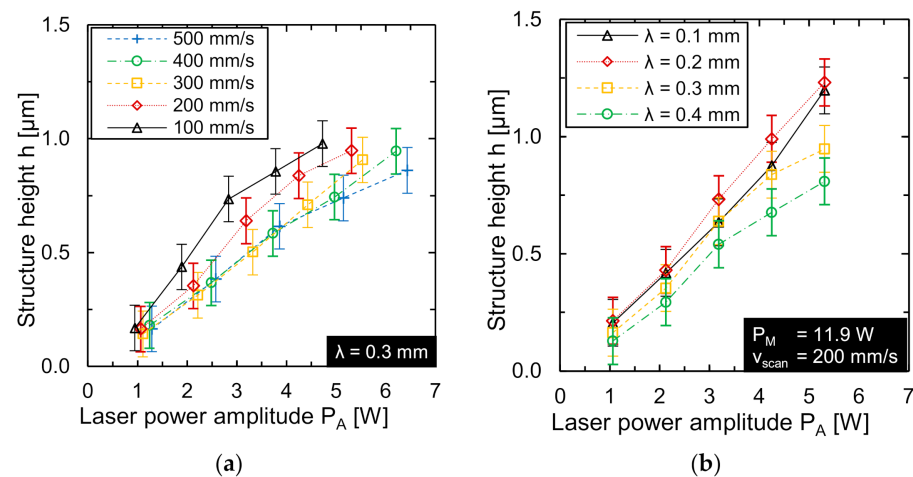 1.5
1.0
0.5
0.0
0 1 2 3 4 5 6 7
Structure height h [µm]
Laser power amplitude P_A [W]
500 mm/s
400 mm/s
300 mm/s
200 mm/s
100 mm/s
λ = 0.3 mm
(a)
1.5
1.0
0.5
0.0
0 1 2 3 4 5 6 7
Structure height h [µm]
Laser power amplitude P_A [W]
λ = 0.1 mm
λ = 0.2 mm
λ = 0.3 mm
λ = 0.4 mm
P_M = 11.9 W
v_scan = 200 mm/s
(b)